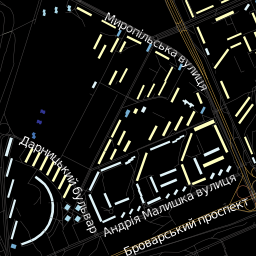 Миропільська вулиця
Дарницький бульвар
Андрія Малишка вулиця
Броварський проспект